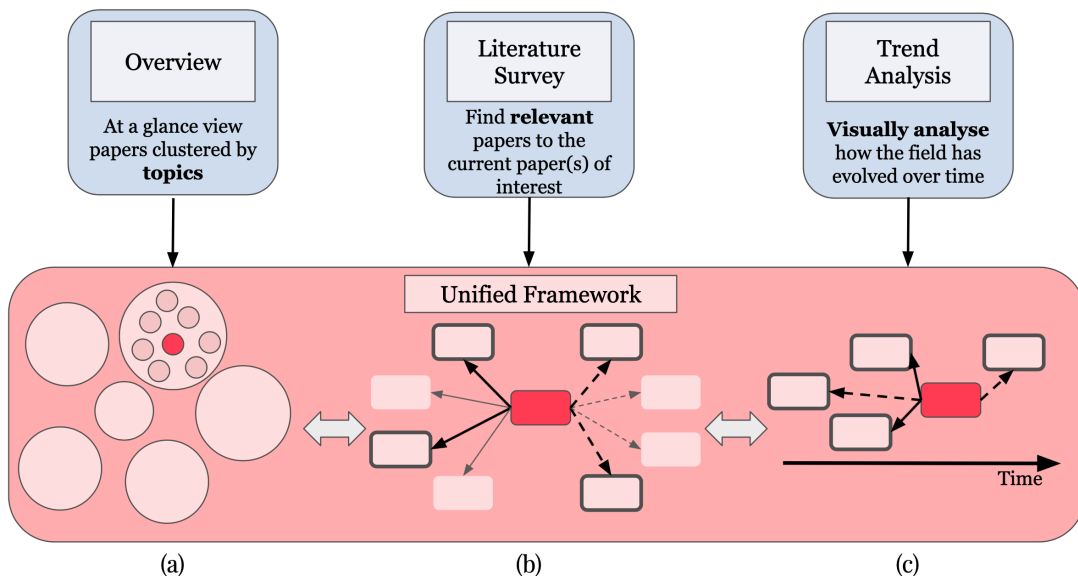 Overview
At a glance view
papers clustered by
topics
Literature
Survey
Find relevant
papers to the
current paper(s) of
interest
Trend
Analysis
Visually analyse
how the field has
evolved over time
Unified Framework
Time
(a)
(b)
(c)